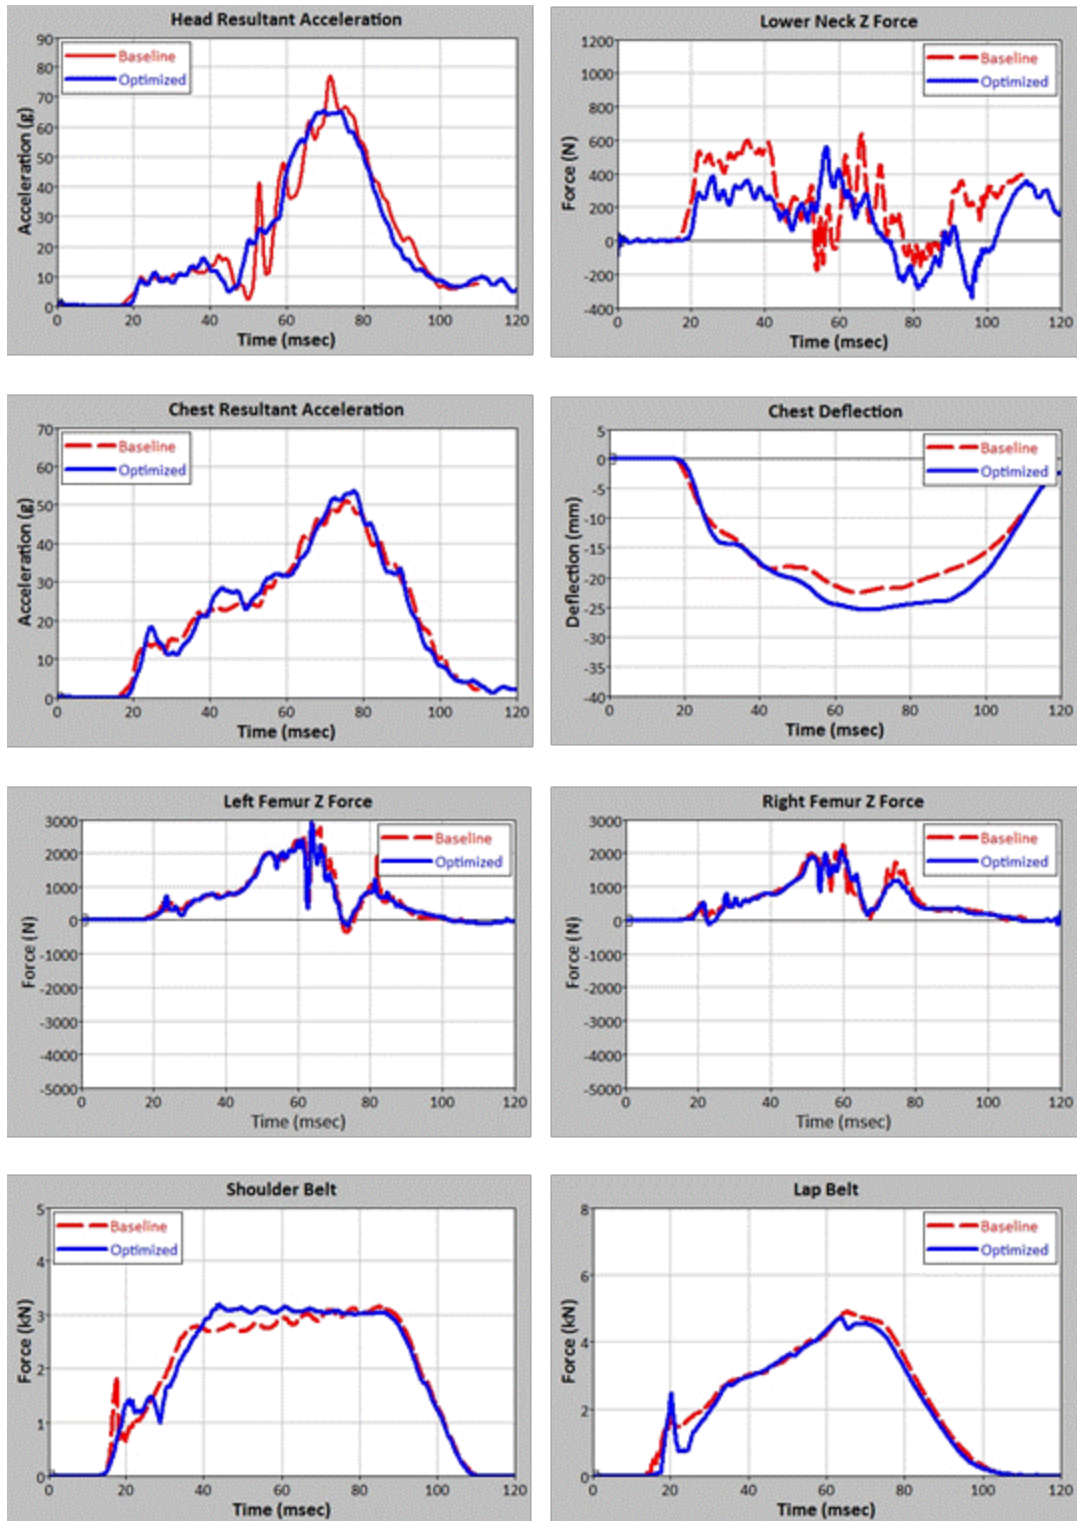 Head Resultant Acceleration
Baseline
Optimized
Acceleration (g)
90
80
70
60
50
40
30
20
10
0
0 20 40 60 80 100 120
Time (msec)
Lower Neck Z Force
Baseline
Optimized
Force (N)
1200
1000
800
600
400
200
0
-200
-400
0 20 40 60 80 100 120
Time (msec)
Chest Resultant Acceleration
Baseline
Optimized
Acceleration (g)
70
60
50
40
30
20
10
0
0 20 40 60 80 100 120
Time (msec)
Chest Deflection
Baseline
Optimized
Deflection (mm)
5
0
-5
-10
-15
-20
-25
-30
-35
-40
0 20 40 60 80 100 120
Time (msec)
Left Femur Z Force
Baseline
Optimized
Force (N)
3000
2000
1000
0
-1000
-2000
-3000
-4000
-5000
0 20 40 60 80 100 120
Time (msec)
Right Femur Z Force
Baseline
Optimized
Force (N)
3000
2000
1000
0
-1000
-2000
-3000
-4000
-5000
0 20 40 60 80 100 120
Time (msec)
Shoulder Belt
Baseline
Optimized
Force (kN)
5
4
3
2
1
0
0 20 40 60 80 100 120
Time (msec)
Lap Belt
Baseline
Optimized
Force (kN)
8
6
4
2
0
0 20 40 60 80 100 120
Time (msec)